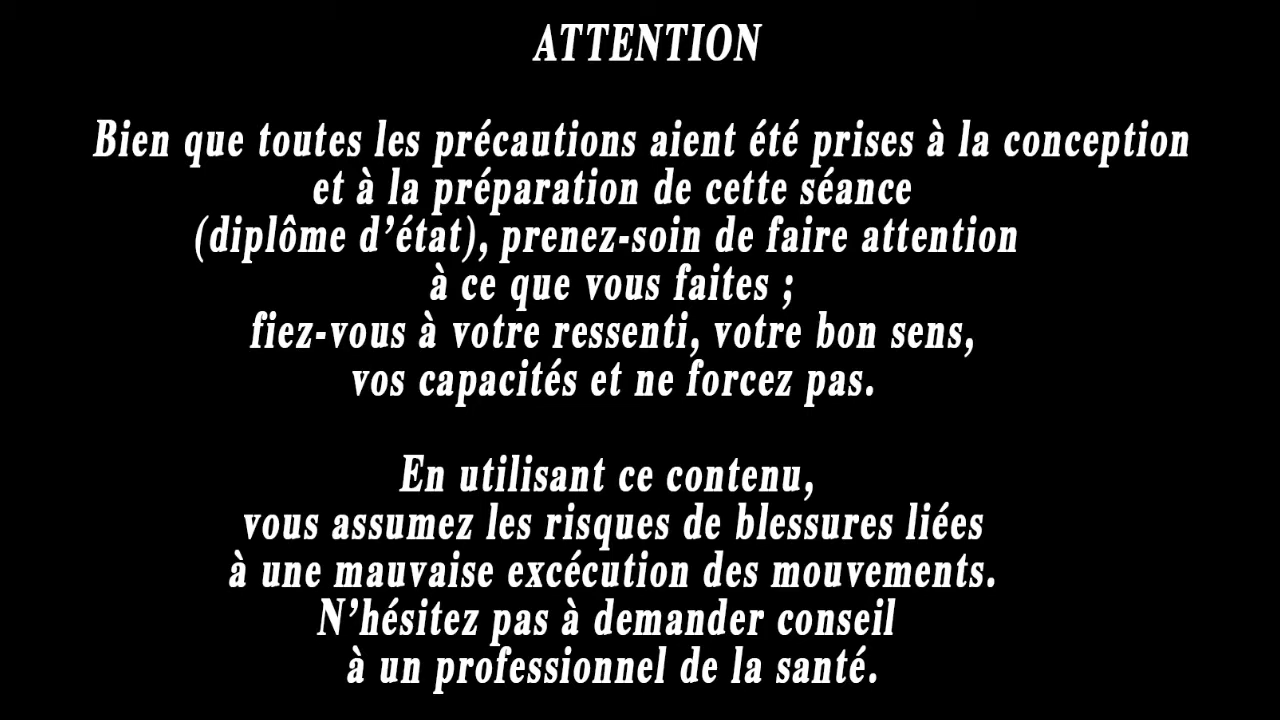 ATTENTION
Bien que toutes les précautions aient été prises à la conception
et à la préparation de cette séance
(diplôme d’état), prenez-soin de faire attention
à ce que vous faites ;
fiez-vous à votre ressenti, votre bon sens,
vos capacités et ne forcez pas.
En utilisant ce contenu,
vous assumez les risques de blessures liées
à une mauvaise excécution des mouvements.
N’hésitez pas à demander conseil
à un professionnel de la santé.